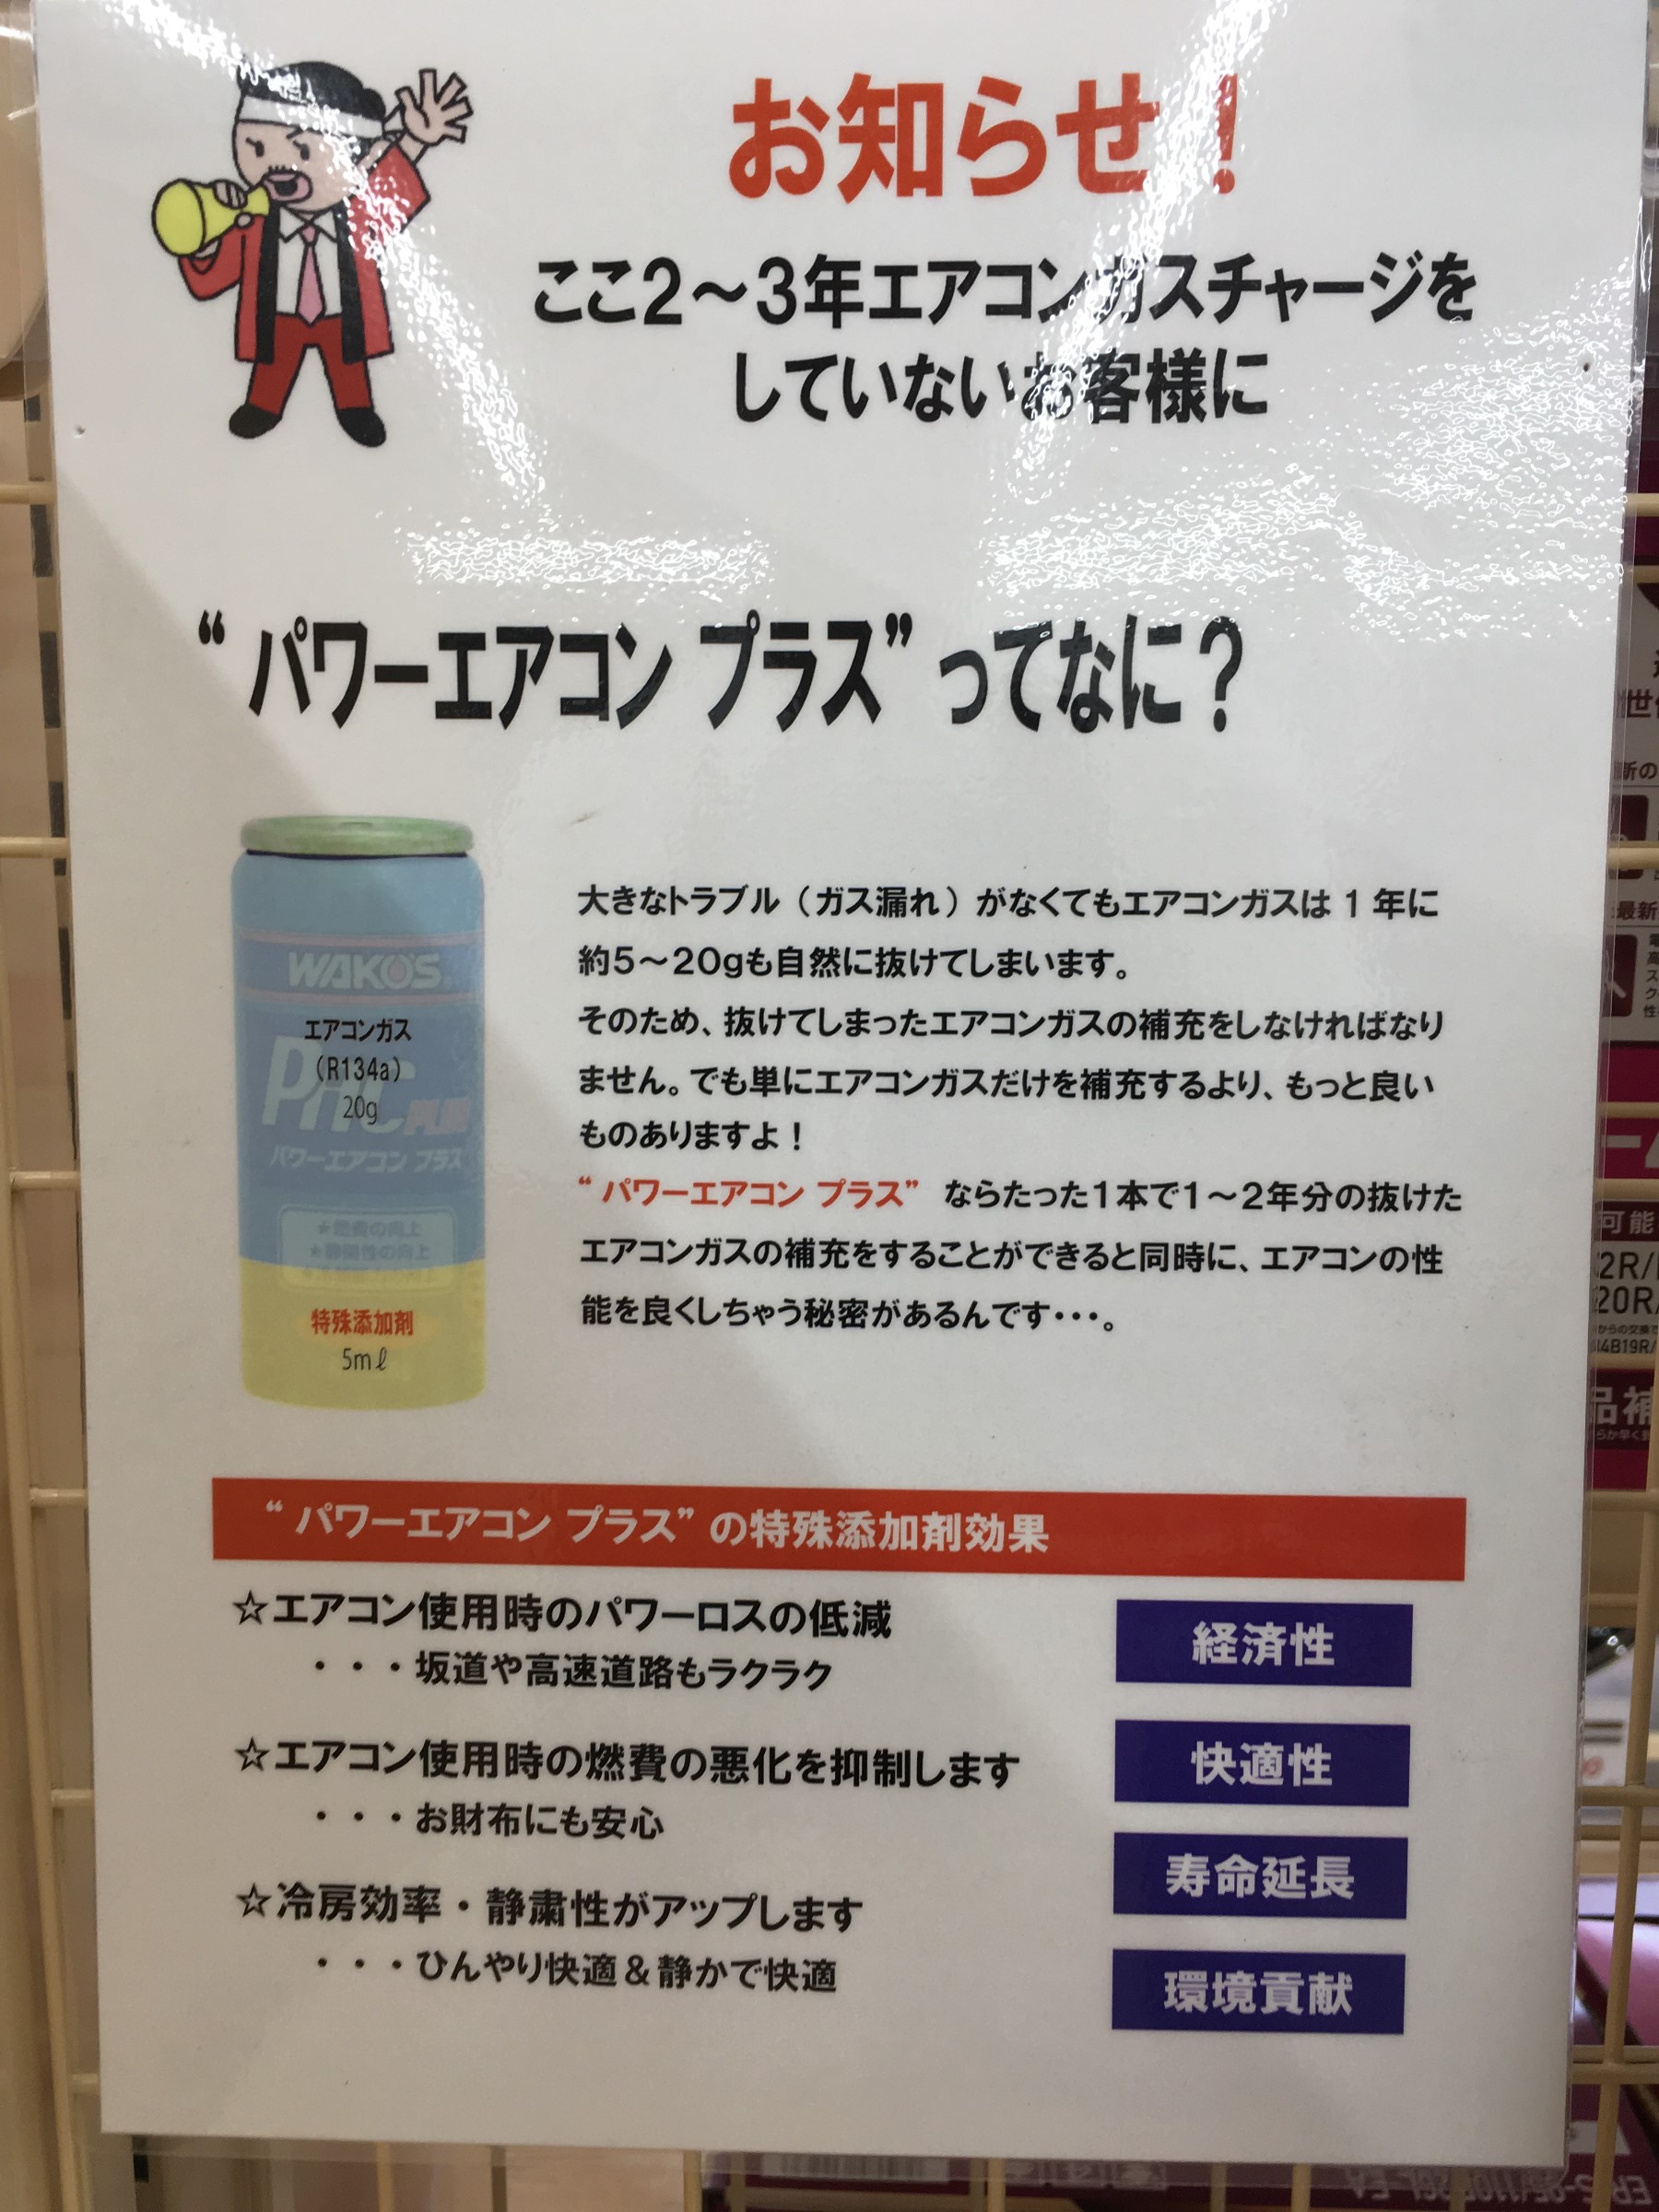 お知らせ！
ここ2～3年エアコンガスチャージを
していないお客様に
“パワーエアコン プラス”ってなに？
WAKO'S
エアコンガス
（R134a）
20g
PAC PLUS
パワーエアコン プラス
★燃費の向上
★静粛性の向上
特殊添加剤
5mℓ
大きなトラブル（ガス漏れ）がなくてもエアコンガスは1年に
約5～20gも自然に抜けてしまいます。
そのため、抜けてしまったエアコンガスの補充をしなければなり
ません。でも単にエアコンガスだけを補充するより、もっと良い
ものありますよ！
“パワーエアコン プラス” ならたった1本で1～2年分の抜けた
エアコンガスの補充をすることができると同時に、エアコンの性
能を良くしちゃう秘密があるんです・・・。
“パワーエアコン プラス”の特殊添加剤効果
☆エアコン使用時のパワーロスの低減
・・・坂道や高速道路もラクラク
☆エアコン使用時の燃費の悪化を抑制します
・・・お財布にも安心
☆冷房効率・静粛性がアップします
・・・ひんやり快適＆静かで快適
経済性
快適性
寿命延長
環境貢献